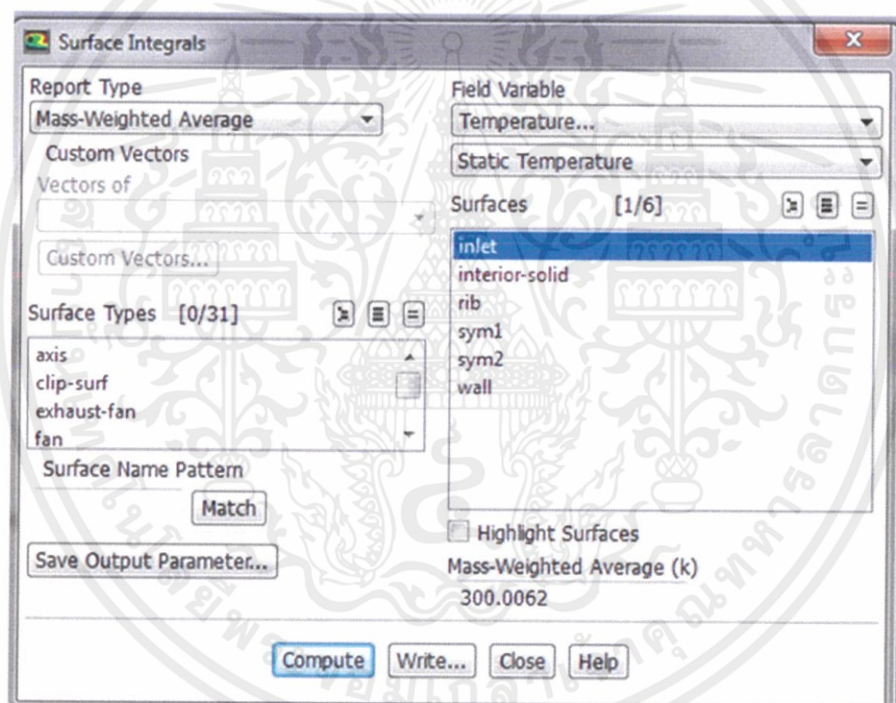 Surface Integrals
Report Type
Mass-Weighted Average
Custom Vectors
Vectors of
Custom Vectors...
Surface Types [0/31]
axis
clip-surf
exhaust-fan
fan
Surface Name Pattern
Match
Save Output Parameter...
Field Variable
Temperature...
Static Temperature
Surfaces [1/6]
inlet
interior-solid
rib
sym1
sym2
wall
Highlight Surfaces
Mass-Weighted Average (k)
300.0062
Compute Write... Close Help